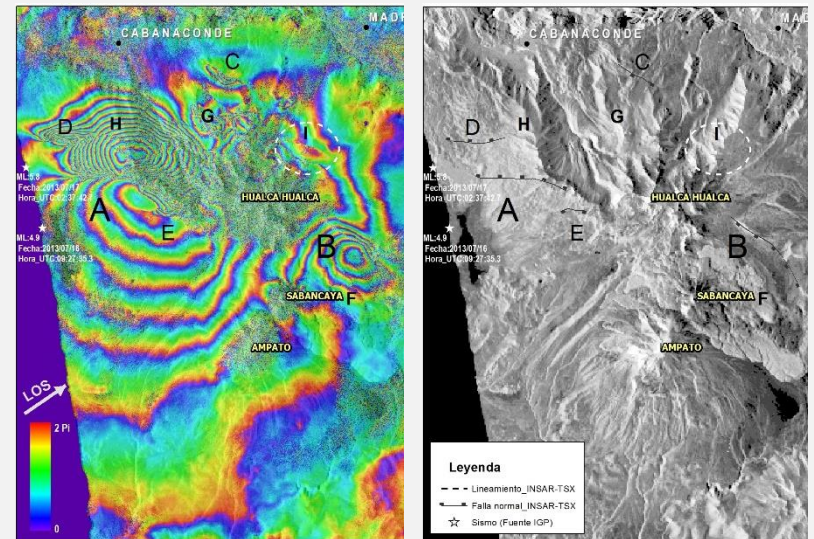 MADR
CABANACONDE
C
D
H
G
I
ML:5.8
Fecha:2013/07/17
Hora_UTC:02:37:42.7
HUALCA HUALCA
A
E
B
ML:4.9
Fecha:2013/07/16
Hora_UTC:09:27:35.3
SABANCAYA
F
AMPATO
LOS
2 Pi
0
MAD
CABANACONDE
C
D
H
G
I
ML:5.8
Fecha:2013/07/17
Hora_UTC:02:37:42.7
HUALCA HUALCA
A
E
B
ML:4.9
Fecha:2013/07/16
Hora_UTC:09:27:35.3
SABANCAYA
F
AMPATO
Leyenda
Lineamiento_INSAR-TSX
Falla normal_INSAR-TSX
Sismo (Fuente IGP)